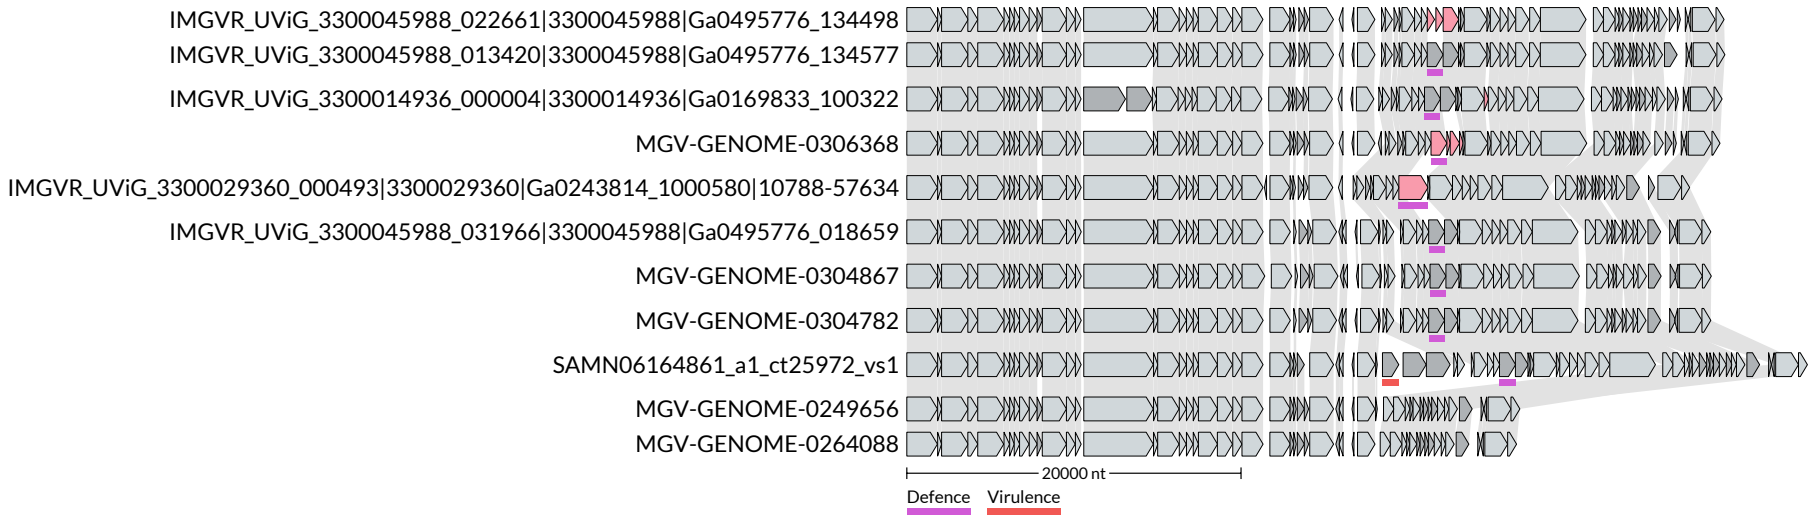 IMGVR_UViG_3300045988_022661|3300045988|Ga0495776_134498
IMGVR_UViG_3300045988_013420|3300045988|Ga0495776_134577
IMGVR_UViG_3300014936_000004|3300014936|Ga0169833_100322
MGV-GENOME-0306368
IMGVR_UViG_3300029360_000493|3300029360|Ga0243814_1000580|10788-57634
IMGVR_UViG_3300045988_031966|3300045988|Ga0495776_018659
MGV-GENOME-0304867
MGV-GENOME-0304782
SAMN06164861_a1_ct25972_vs1
MGV-GENOME-0249656
MGV-GENOME-0264088
20000 nt
Defence Virulence